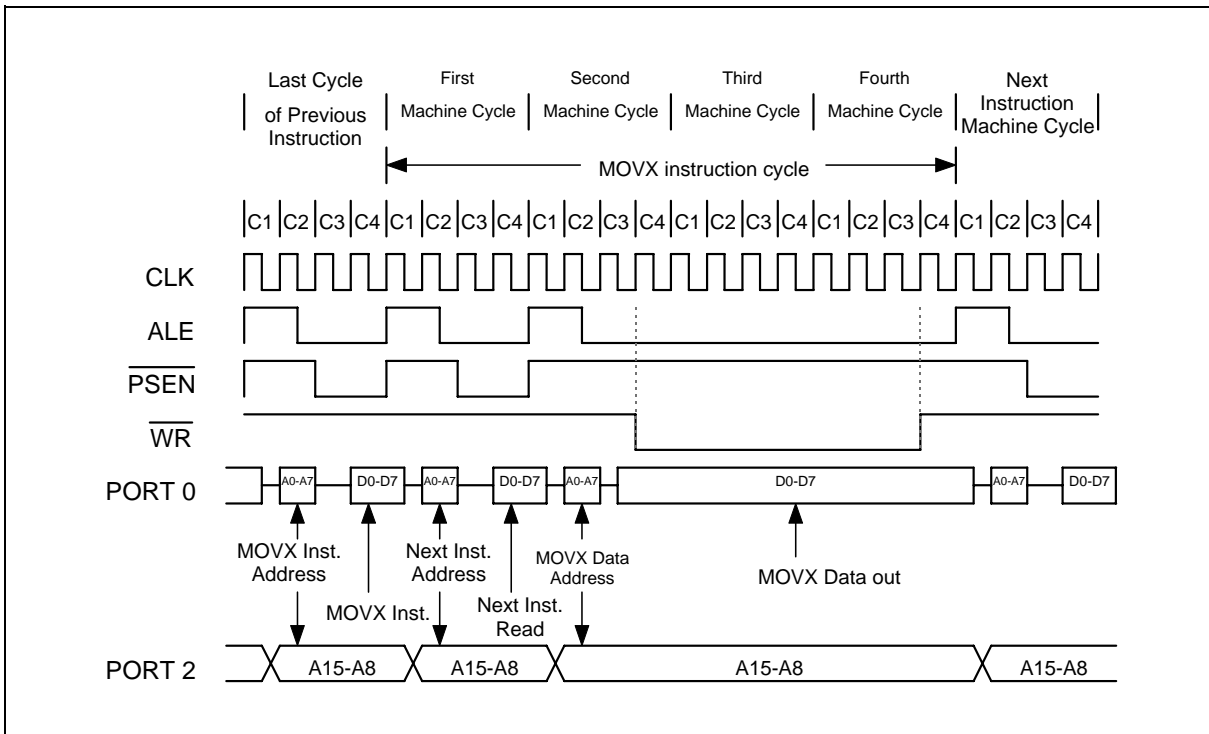 Last Cycle
of Previous
Instruction
First
Machine Cycle
Second
Machine Cycle
Third
Machine Cycle
Fourth
Machine Cycle
Next
Instruction
Machine Cycle
MOVX instruction cycle
C1 C2 C3 C4 C1 C2 C3 C4 C1 C2 C3 C4 C1 C2 C3 C4 C1 C2 C3 C4 C1 C2 C3 C4
CLK
ALE
PSEN
WR
PORT 0
A0-A7 D0-D7 A0-A7 D0-D7 A0-A7 D0-D7 A0-A7 D0-D7
MOVX Inst.
Address
MOVX Inst.
Next Inst.
Address
Next Inst.
Read
MOVX Data
Address
MOVX Data out
PORT 2
A15-A8 A15-A8 A15-A8 A15-A8